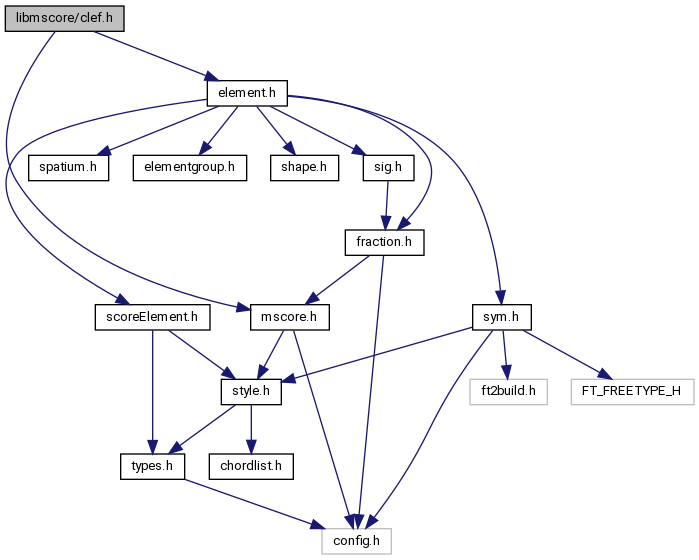 libmscore/clef.h
element.h
spatium.h
elementgroup.h
shape.h
sig.h
fraction.h
scoreElement.h
mscore.h
sym.h
style.h
ft2build.h
FT_FREETYPE_H
types.h
chordlist.h
config.h